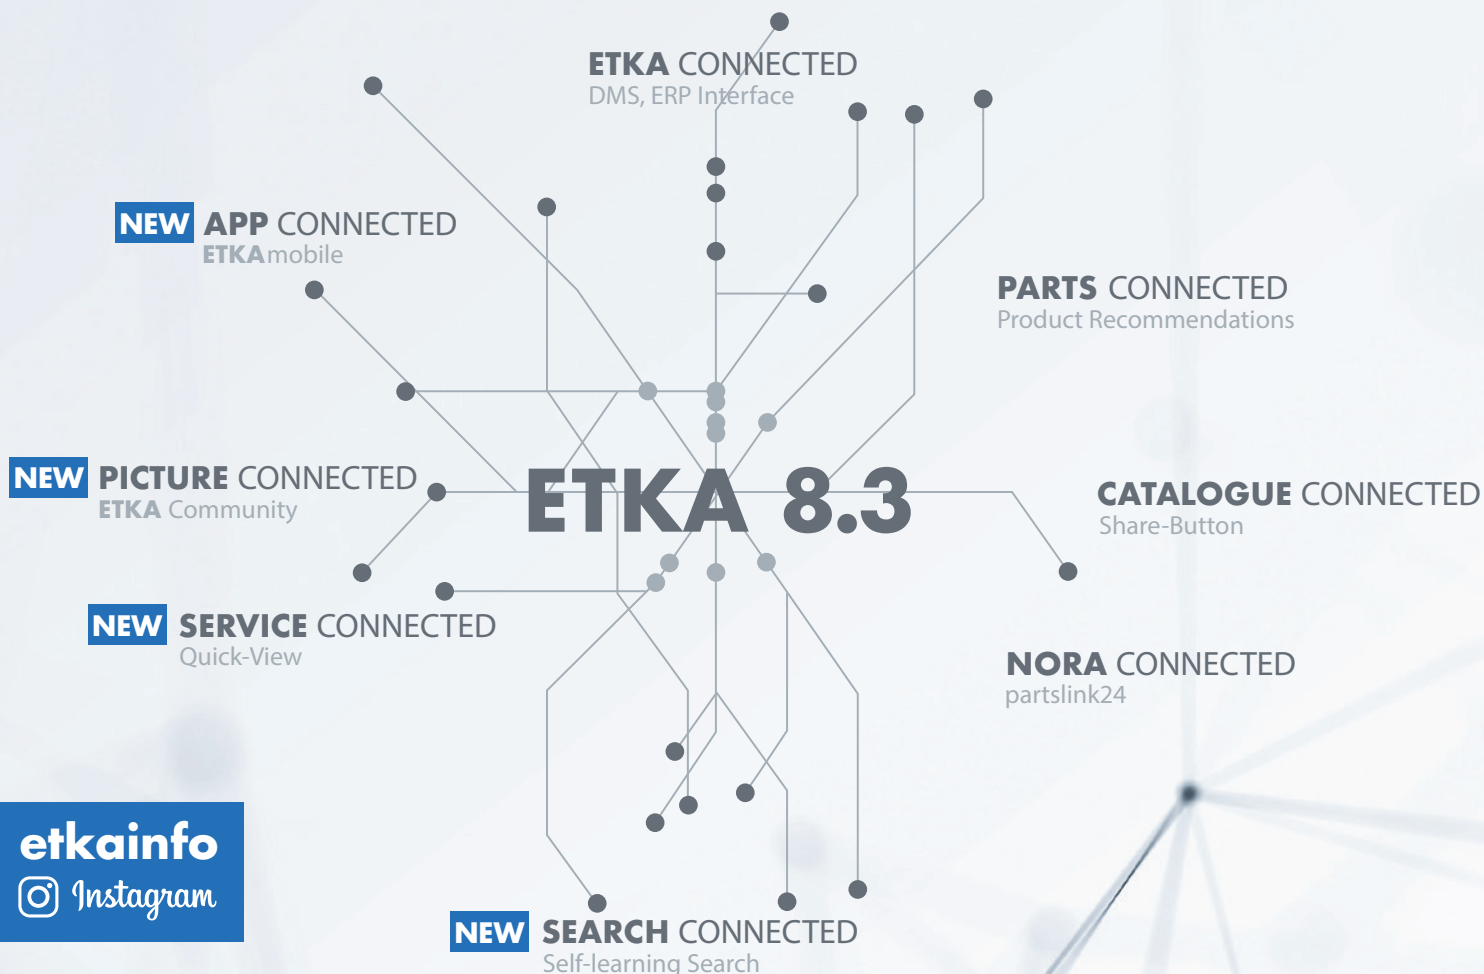 ETKA CONNECTED
DMS, ERP Interface
NEW APP CONNECTED
ETKAmobile
PARTS CONNECTED
Product Recommendations
NEW PICTURE CONNECTED
ETKA Community
ETKA 8.3
CATALOGUE CONNECTED
Share-Button
NEW SERVICE CONNECTED
Quick-View
NORA CONNECTED
partslink24
etkainfo
Instagram
NEW SEARCH CONNECTED
Self-learning Search